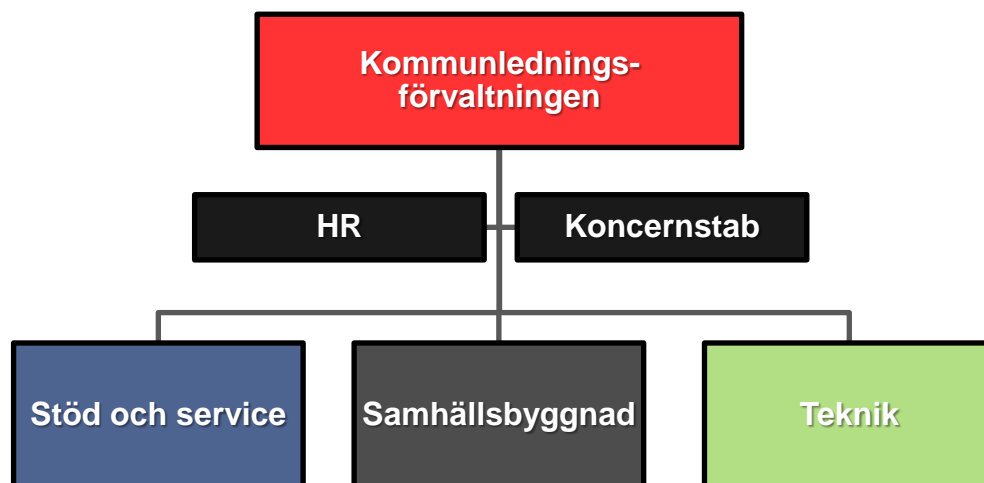 Kommunlednings-
förvaltningen
HR
Koncernstab
Stöd och service
Samhällsbyggnad
Teknik